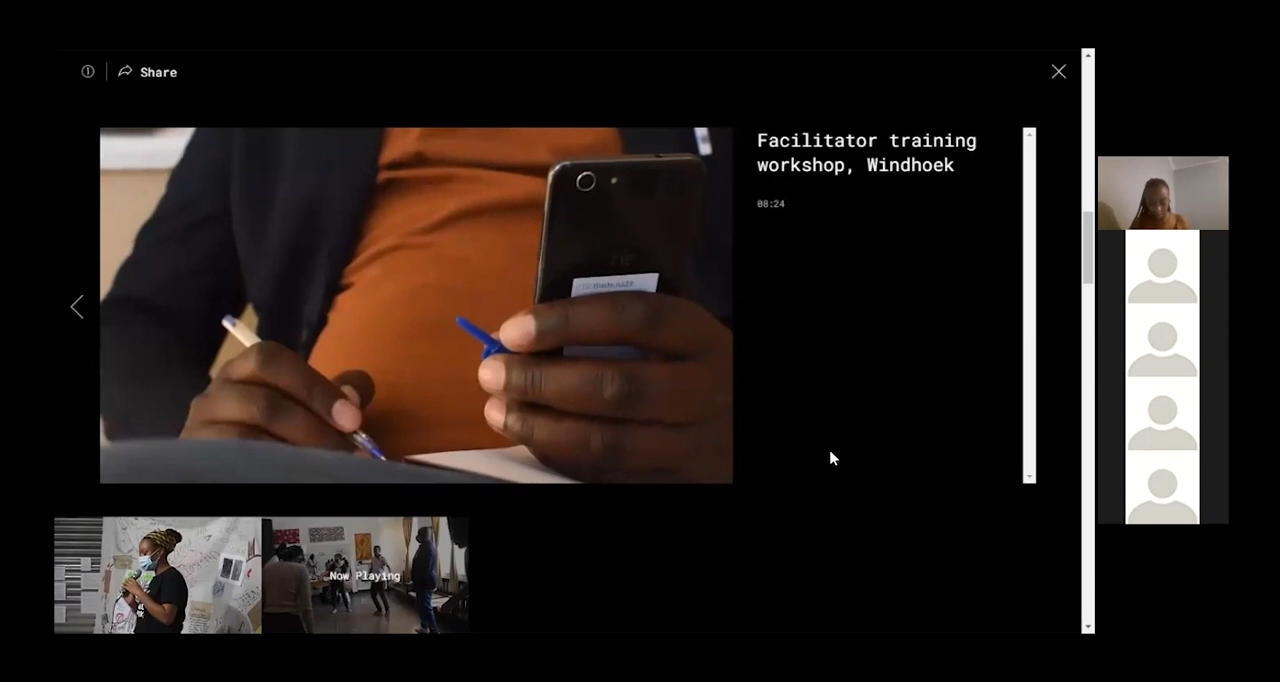 Share
Facilitator training
workshop, Windhoek
08:24
Now Playing